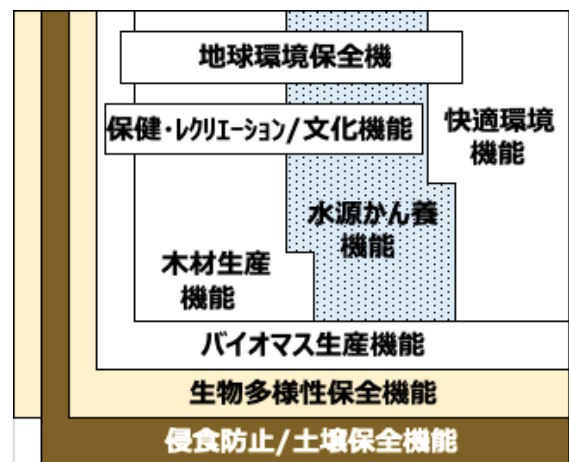 地球環境保全機
保健・レクリエーション/文化機能
快適環境
機能
水源かん養
機能
木材生産
機能
バイオマス生産機能
生物多様性保全機能
侵食防止/土壌保全機能